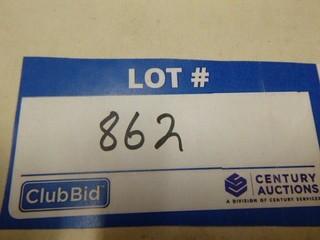 LOT #
862
ClubBid
CENTURY
AUCTIONS
A DIVISION OF CENTURY SERVICES